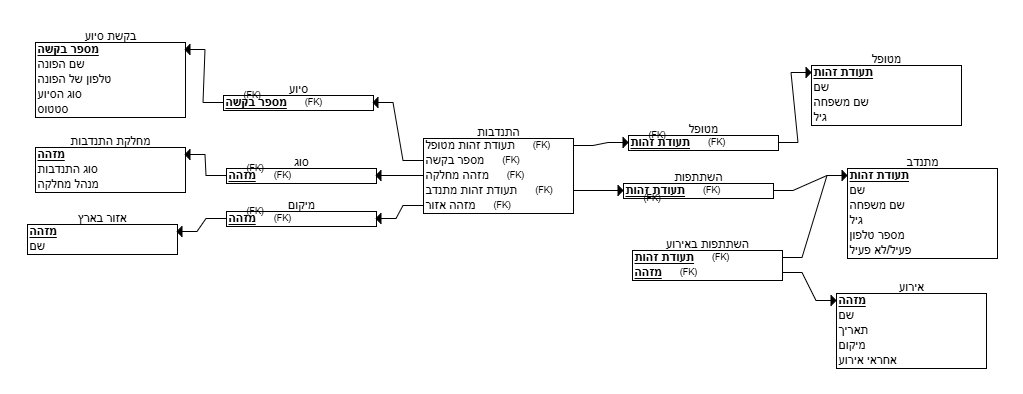 בקשת סיוע
מספר בקשה
שם הפונה
טלפון של הפונה
סוג הסיוע
סטטוס
מחלקת התנדבות
מזהה
סוג התנדבות
מנהל מחלקה
אזור בארץ
מזהה
שם
סיוע
(FK)
מספר בקשה (FK)
סוג
(FK)
מזהה (FK)
מיקום
(FK)
מזהה (FK)
התנדבות
תעודת זהות מטופל (FK)
מספר בקשה (FK)
מזהה מחלקה (FK)
תעודת זהות מתנדב (FK)
מזהה אזור (FK)
מטופל
(FK)
תעודת זהות (FK)
השתתפות
תעודת זהות (FK)
(FK)
השתתפות באירוע
תעודת זהות (FK)
מזהה (FK)
מטופל
תעודת זהות
שם
שם משפחה
גיל
מתנדב
תעודת זהות
שם
שם משפחה
גיל
מספר טלפון
פעיל/לא פעיל
אירוע
מזהה
שם
תאריך
מיקום
אחראי אירוע